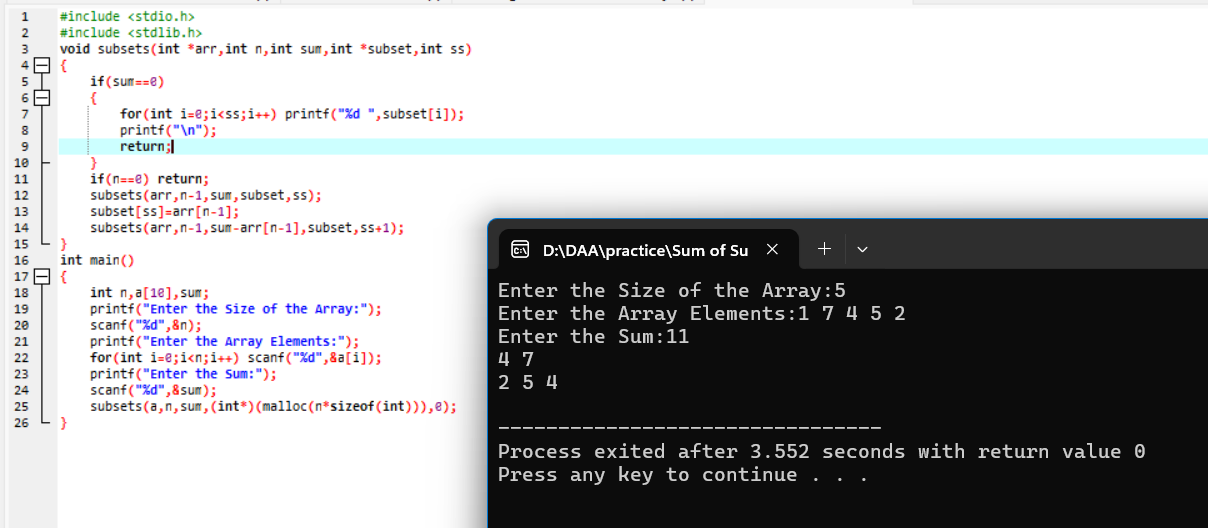 1 #include <stdio.h>
2 #include <stdlib.h>
3 void subsets(int *arr,int n,int sum,int *subset,int ss)
4 {
5 if(sum==0)
6 {
7 for(int i=0;i<ss;i++) printf("%d ",subset[i]);
8 printf("\n");
9 return;
10 }
11 if(n==0) return;
12 subsets(arr,n-1,sum,subset,ss);
13 subset[ss]=arr[n-1];
14 subsets(arr,n-1,sum-arr[n-1],subset,ss+1);
15 }
16 int main()
17 {
18 int n,a[10],sum;
19 printf("Enter the Size of the Array:");
20 scanf("%d",&n);
21 printf("Enter the Array Elements:");
22 for(int i=0;i<n;i++) scanf("%d",&a[i]);
23 printf("Enter the Sum:");
24 scanf("%d",&sum);
25 subsets(a,n,sum,(int*)(malloc(n*sizeof(int))),0);
26 }
D:\DAA\practice\Sum of Su
Enter the Size of the Array:5
Enter the Array Elements:1 7 4 5 2
Enter the Sum:11
4 7
2 5 4
--------------------------------
Process exited after 3.552 seconds with return value 0
Press any key to continue . . .